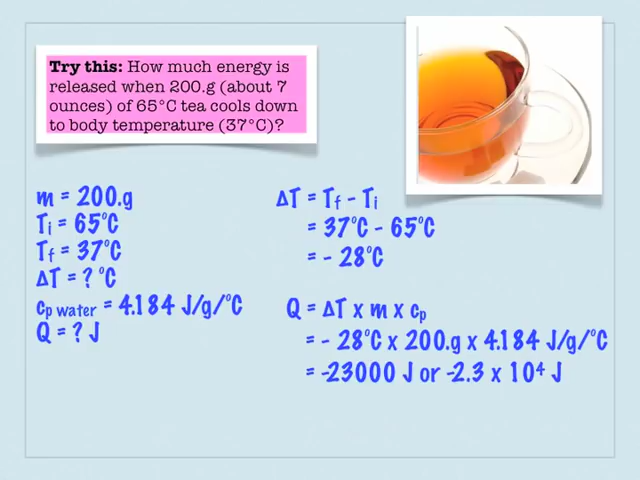 Try this: How much energy is
released when 200.g (about 7
ounces) of 65°C tea cools down
to body temperature (37°C)?
m = 200.g
Ti = 65°C
Tf = 37°C
ΔT = ? °C
cp water = 4.184 J/g/°C
Q = ? J
ΔT = Tf - Ti
= 37°C - 65°C
= - 28°C
Q = ΔT x m x cp
= - 28°C x 200.g x 4.184 J/g/°C
= -23000 J or -2.3 x 10⁴ J